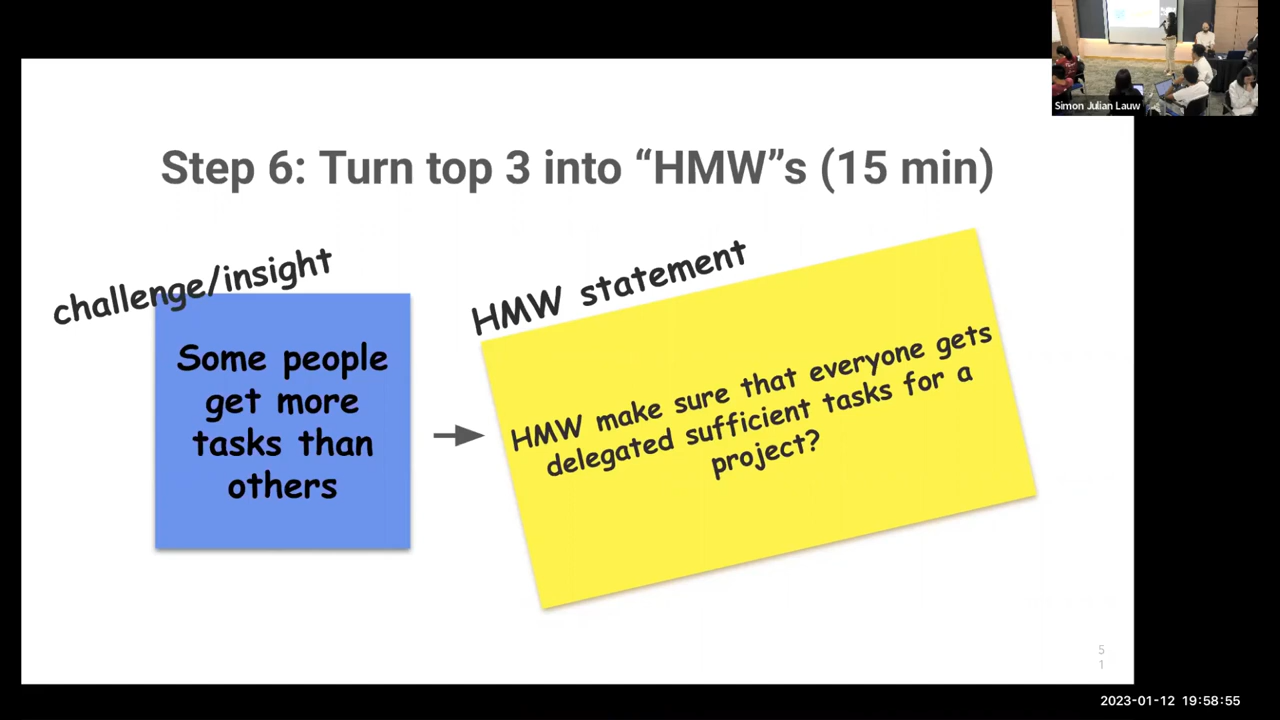 Simon Julian Lauw
Step 6: Turn top 3 into “HMW”s (15 min)
challenge/insight
Some people
get more
tasks than
others
HMW statement
HMW make sure that everyone gets
delegated sufficient tasks for a
project?
5
1
2023-01-12 19:58:55